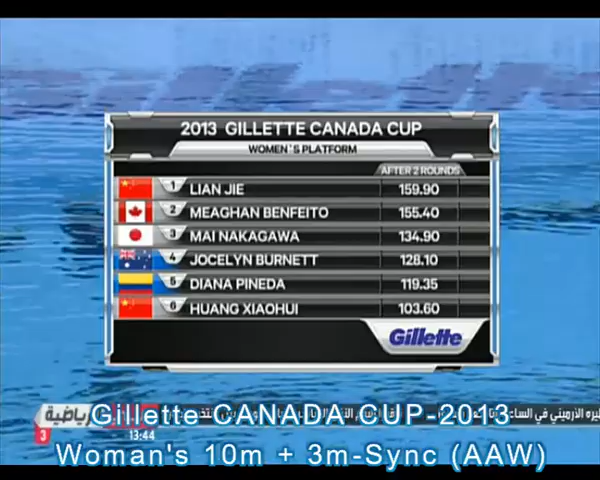 2013 GILLETTE CANADA CUP
WOMEN'S PLATFORM
AFTER 2 ROUNDS
1 LIAN JIE 159.90
2 MEAGHAN BENFEITO 155.40
3 MAI NAKAGAWA 134.90
4 JOCELYN BURNETT 128.10
5 DIANA PINEDA 119.35
6 HUANG XIAOHUI 103.60
Gillette
الرياضية
3
13:44
Gillette CANADA CUP-2013
Woman's 10m + 3m-Sync (AAW)